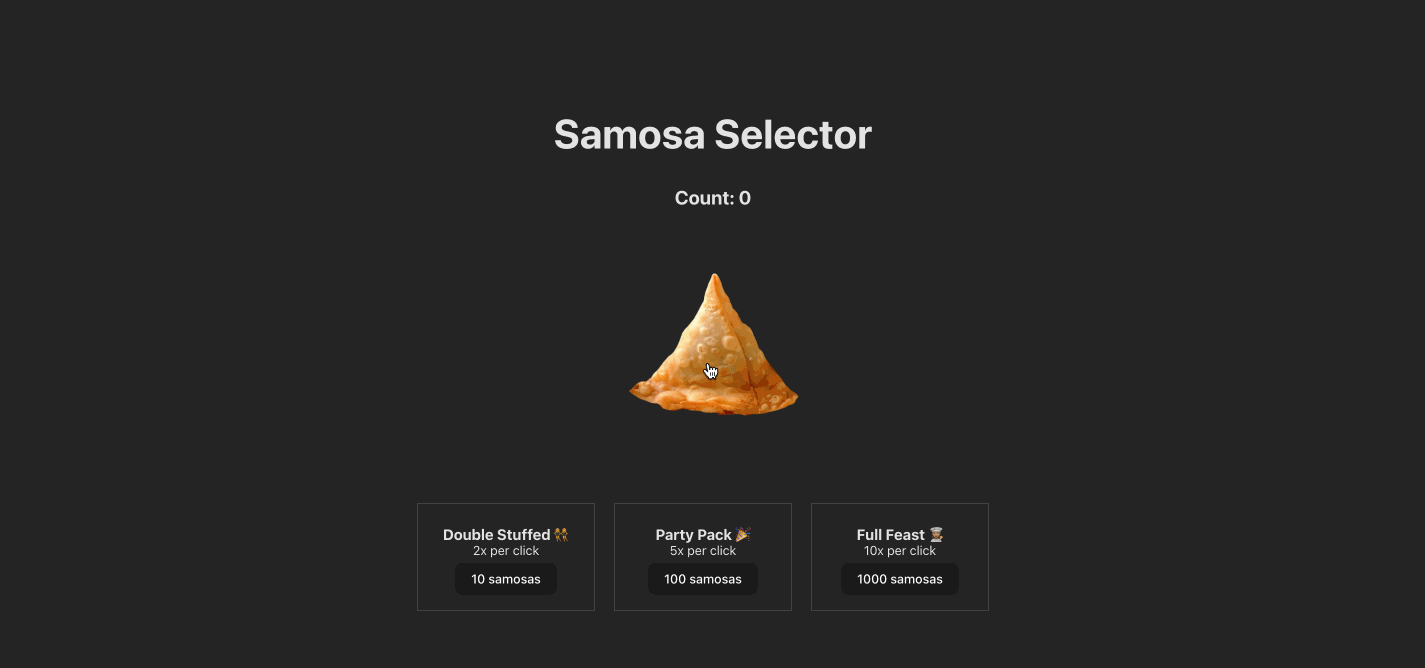 Samosa Selector
Count: 0
Double Stuffed 👯
2x per click
10 samosas
Party Pack 🎉
5x per click
100 samosas
Full Feast 👩🏽‍🍳
10x per click
1000 samosas